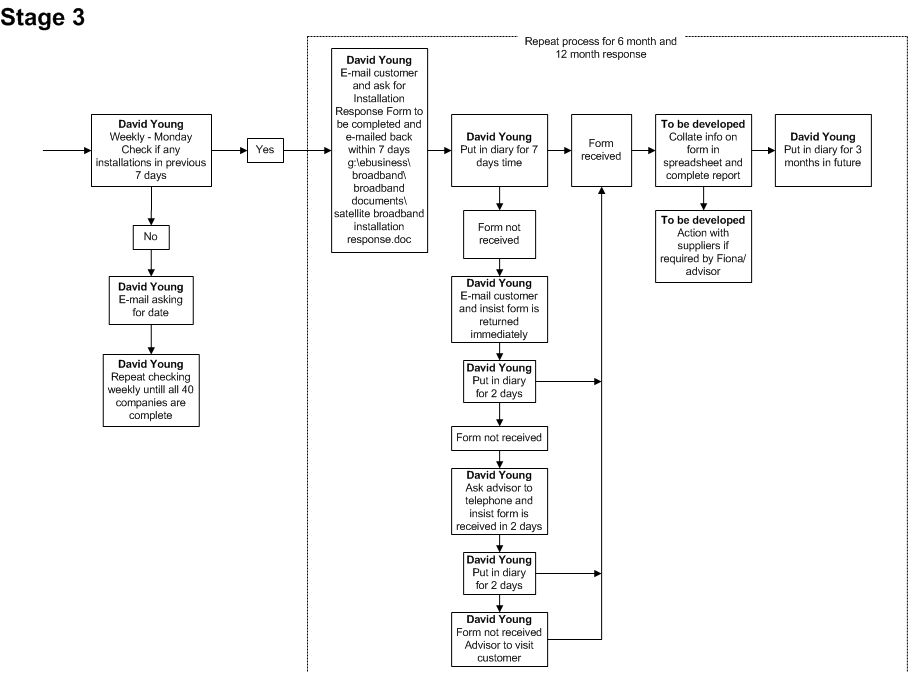 Stage 3
Repeat process for 6 month and
12 month response
David Young
Weekly - Monday
Check if any
installations in previous
7 days
Yes
David Young
E-mail customer
and ask for
Installation
Response Form to
be completed and
e-mailed back
within 7 days
g:\ebusiness\
broadband\
broadband
documents\
satellite broadband
installation
response.doc
David Young
Put in diary for 7
days time
Form
received
To be developed
Collate info on
form in
spreadsheet and
complete report
David Young
Put in diary for 3
months in future
No
David Young
E-mail asking
for date
David Young
Repeat checking
weekly untill all 40
companies are
complete
Form not
received
David Young
E-mail customer
and insist form is
returned
immediately
David Young
Put in diary
for 2 days
Form not received
David Young
Ask advisor to
telephone and
insist form is
received in 2 days
David Young
Put in diary
for 2 days
David Young
Form not received
Advisor to visit
customer
To be developed
Action with
suppliers if
required by Fiona/
advisor